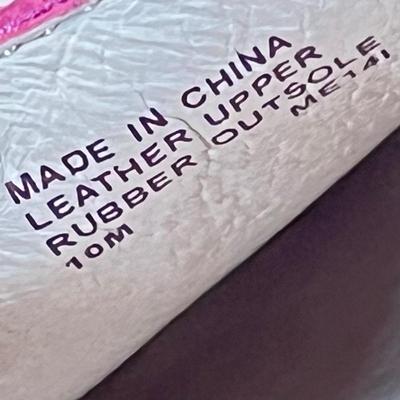 MADE IN CHINA
LEATHER UPPER
RUBBER OUTSOLE
10M ME14I